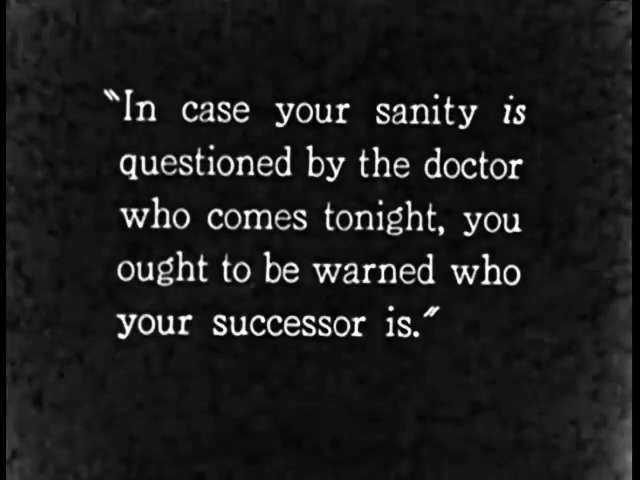 "In case your sanity is
questioned by the doctor
who comes tonight, you
ought to be warned who
your successor is."